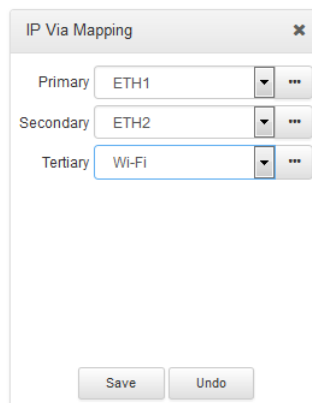 IP Via Mapping
Primary ETH1
Secondary ETH2
Tertiary Wi-Fi
Save Undo